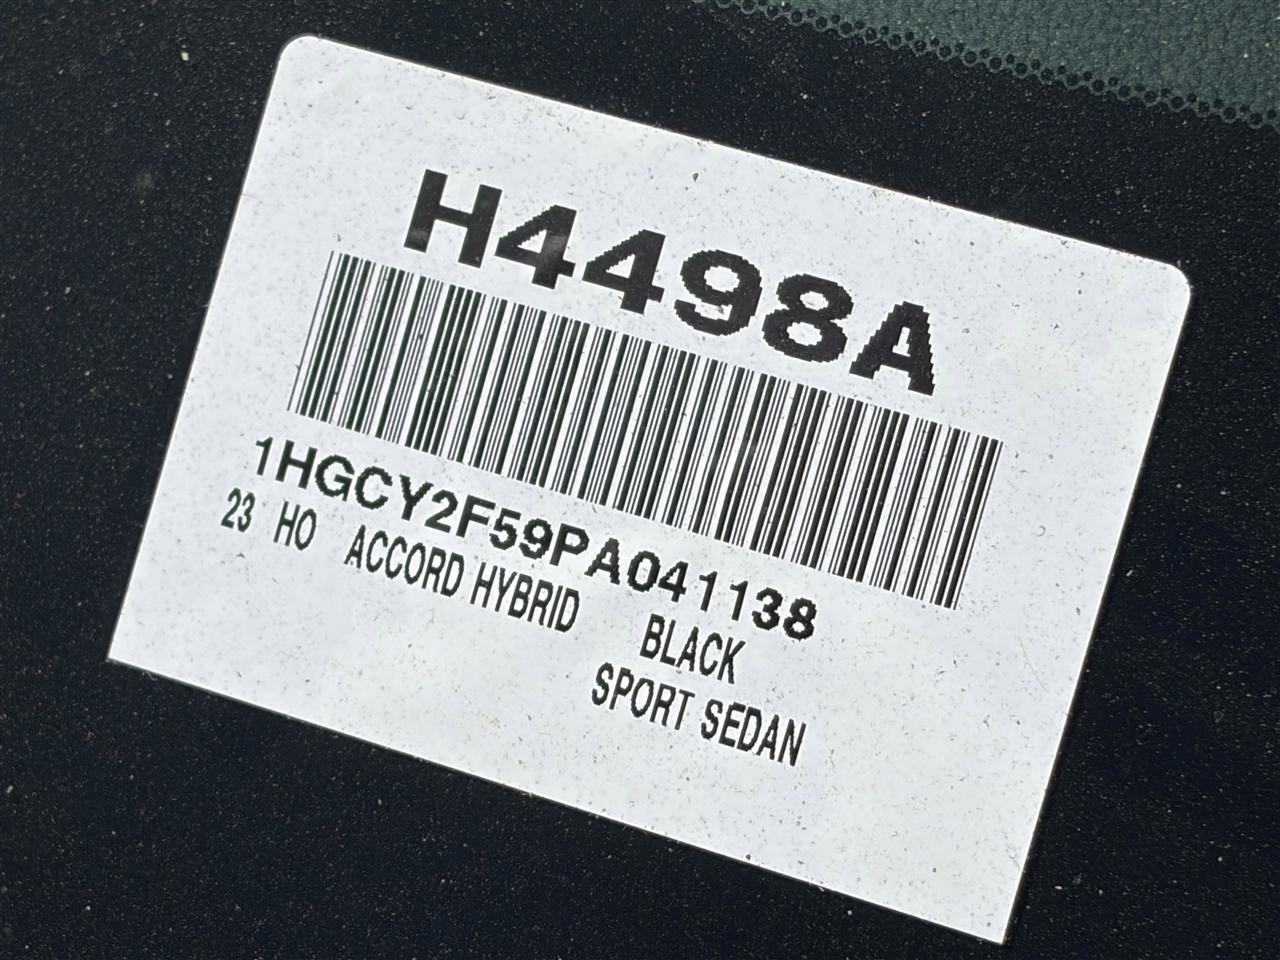 H4498A
1HGCY2F59PA041138
23 HO ACCORD HYBRID BLACK
SPORT SEDAN